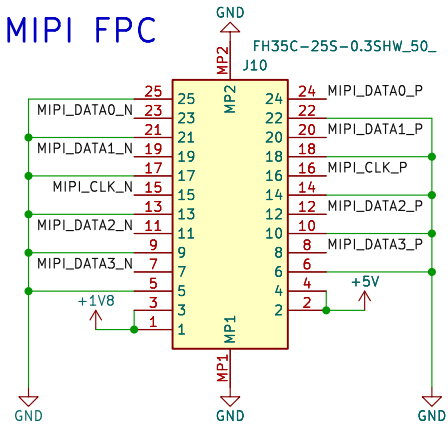 GND
MIPI FPC
FH35C-25S-0.3SHW_50_
J10
MP2
MP2
25 25 24 24 MIPI_DATA0_P
MIPI_DATA0_N 23 23 22 22
21 21 20 20 MIPI_DATA1_P
MIPI_DATA1_N 19 19 18 18
17 17 16 16 MIPI_CLK_P
MIPI_CLK_N 15 15 14 14
13 13 12 12 MIPI_DATA2_P
MIPI_DATA2_N 11 11 10 10
9 9 8 8 MIPI_DATA3_P
MIPI_DATA3_N 7 7 6 6
5 5 4 4 +5V
+1V8 3 3 2 2
1 1
MP1
MP1
GND GND GND